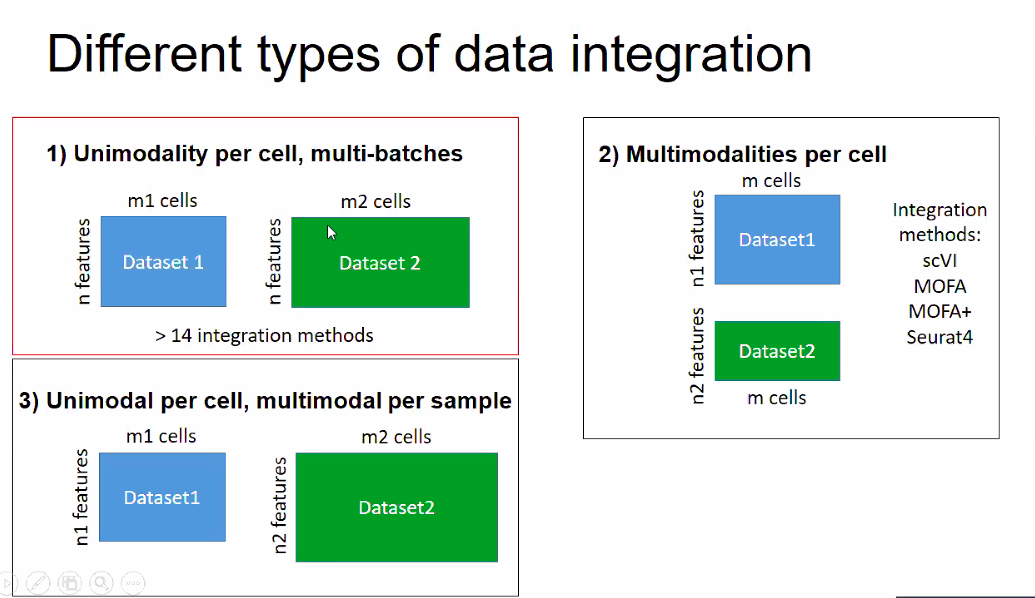 Different types of data integration
1) Unimodality per cell, multi-batches
m1 cells
m2 cells
n features
Dataset 1
n features
Dataset 2
> 14 integration methods
2) Multimodalities per cell
m cells
n1 features
Dataset1
n2 features
Dataset2
m cells
Integration
methods:
scVI
MOFA
MOFA+
Seurat4
3) Unimodal per cell, multimodal per sample
m1 cells
m2 cells
n1 features
Dataset1
n2 features
Dataset2